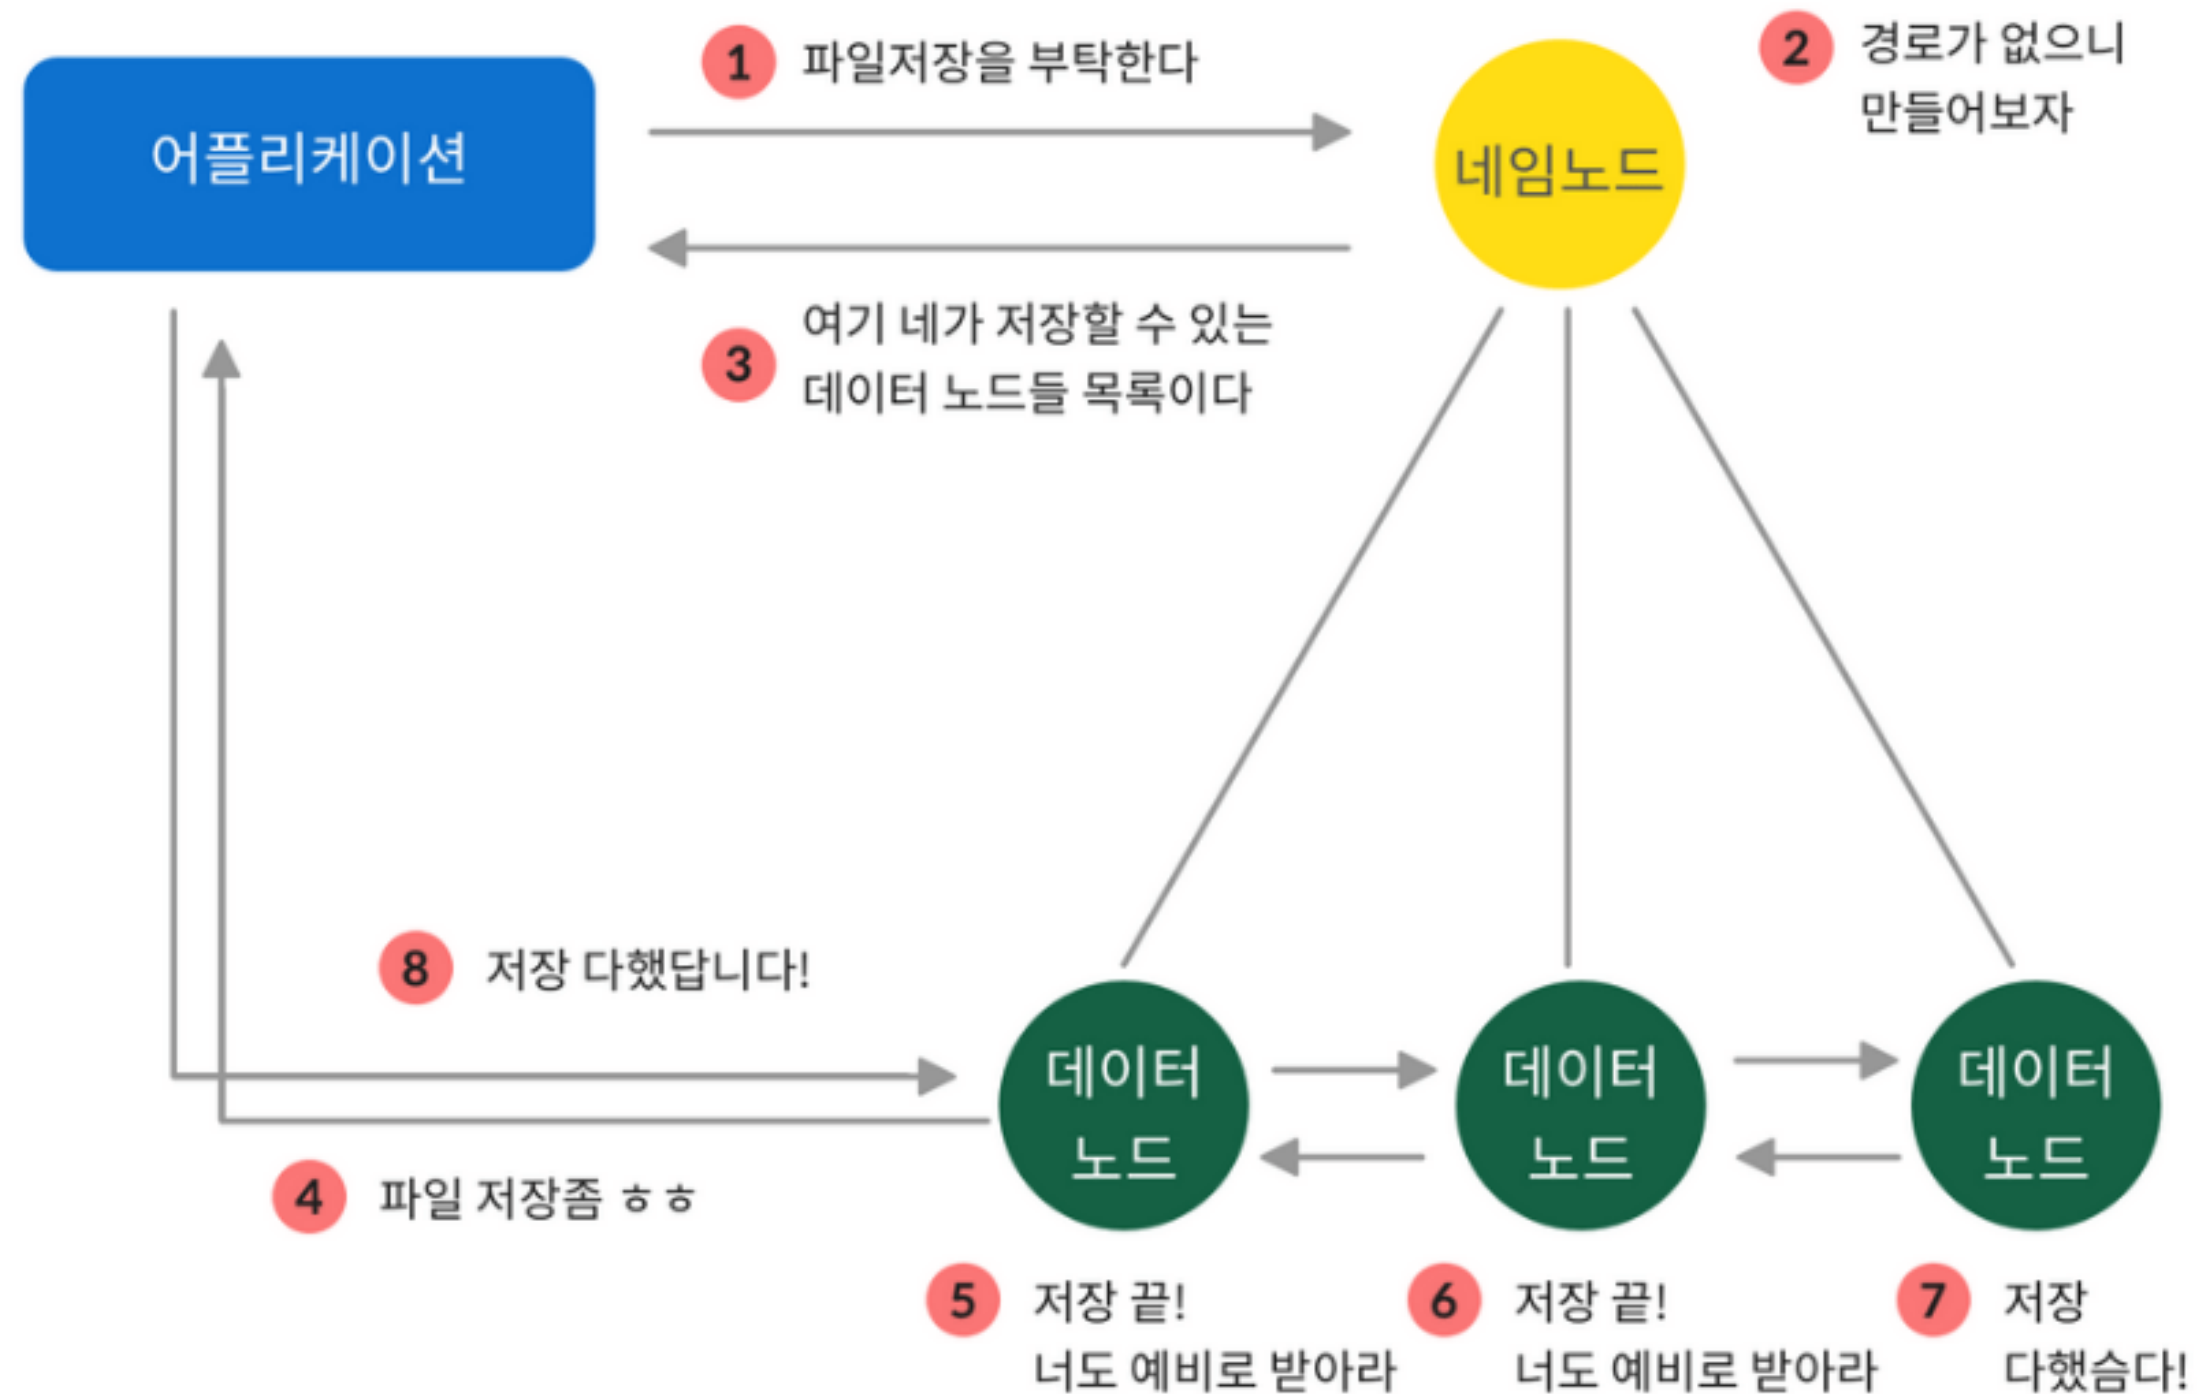 어플리케이션
1 파일저장을 부탁한다
네임노드
2 경로가 없으니
만들어보자
3 여기 네가 저장할 수 있는
데이터 노드들 목록이다
8 저장 다했답니다!
4 파일 저장좀 ㅎㅎ
데이터
노드
데이터
노드
데이터
노드
5 저장 끝!
너도 예비로 받아라
6 저장 끝!
너도 예비로 받아라
7 저장
다했슴다!